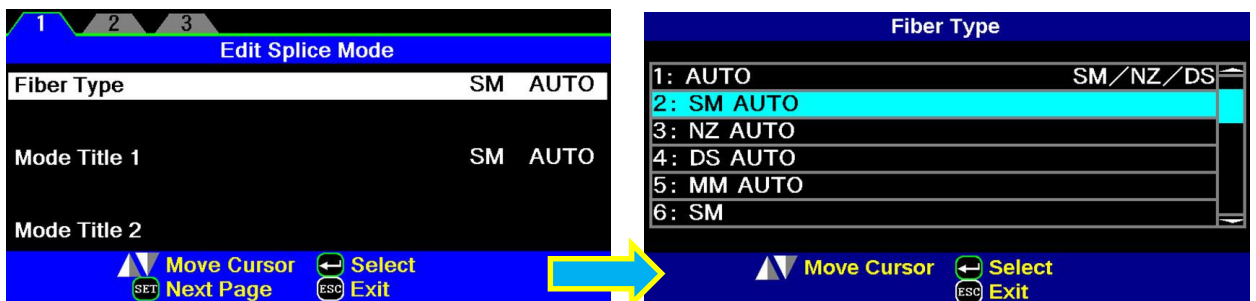 1 2 3
Edit Splice Mode
Fiber Type SM AUTO
Mode Title 1 SM AUTO
Mode Title 2
Move Cursor Select
SET Next Page ESC Exit
Fiber Type
1: AUTO SM/NZ/DS
2: SM AUTO
3: NZ AUTO
4: DS AUTO
5: MM AUTO
6: SM
Move Cursor Select
ESC Exit